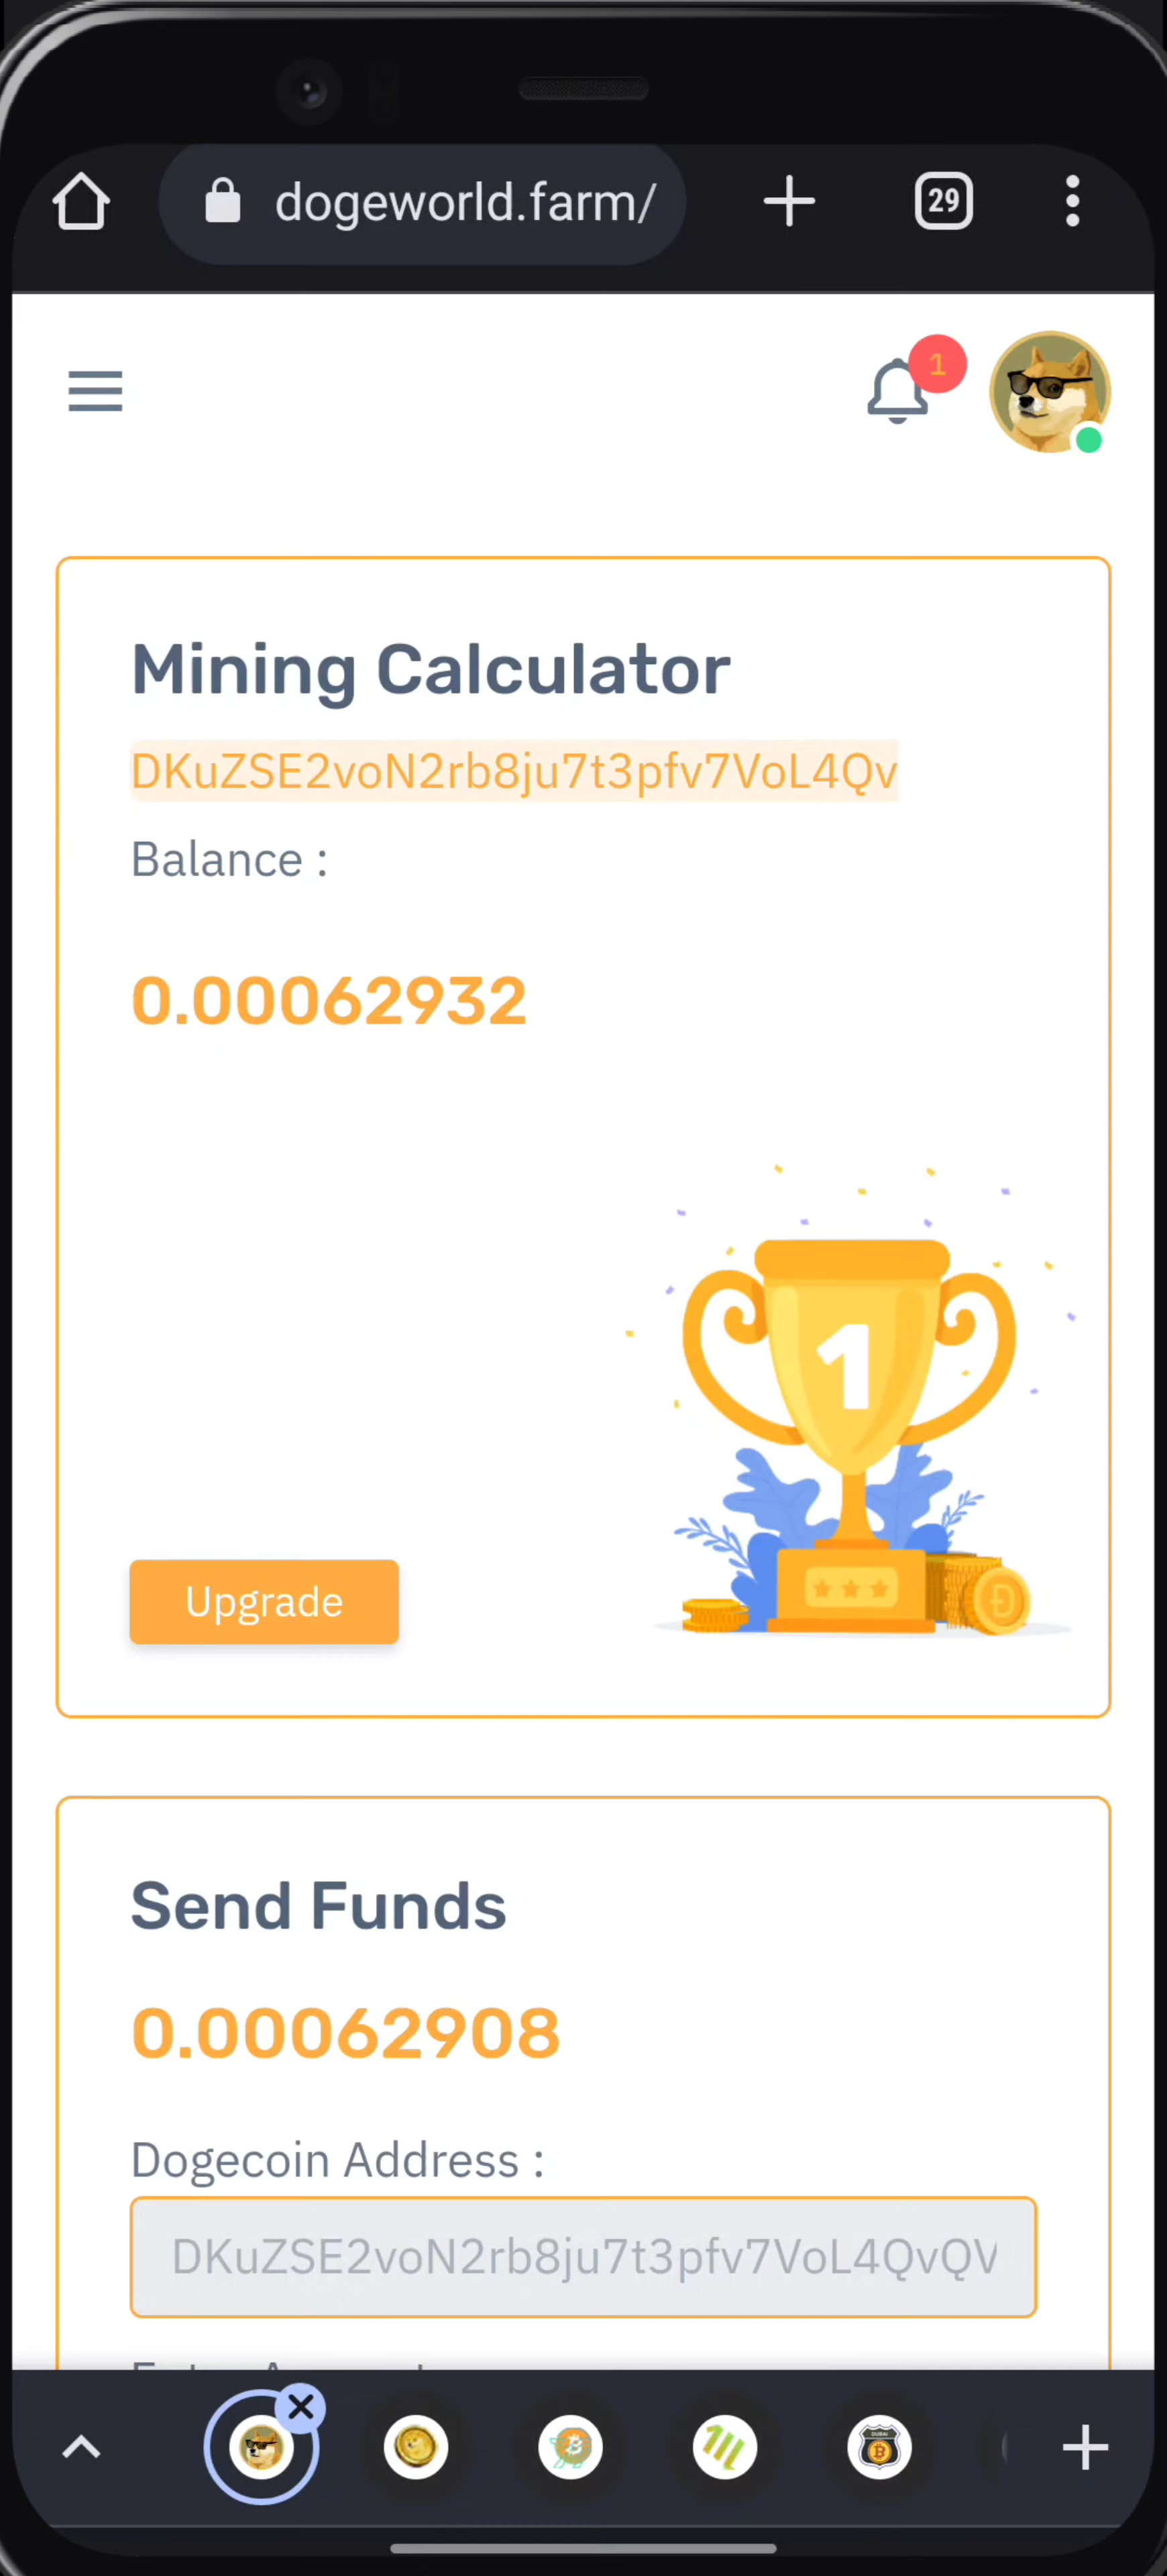 dogeworld.farm/
29
1
Mining Calculator
DKuZSE2voN2rb8ju7t3pfv7VoL4Qv
Balance :
0.00062932
1
Upgrade
Send Funds
0.00062908
Dogecoin Address :
DKuZSE2voN2rb8ju7t3pfv7VoL4QvQV